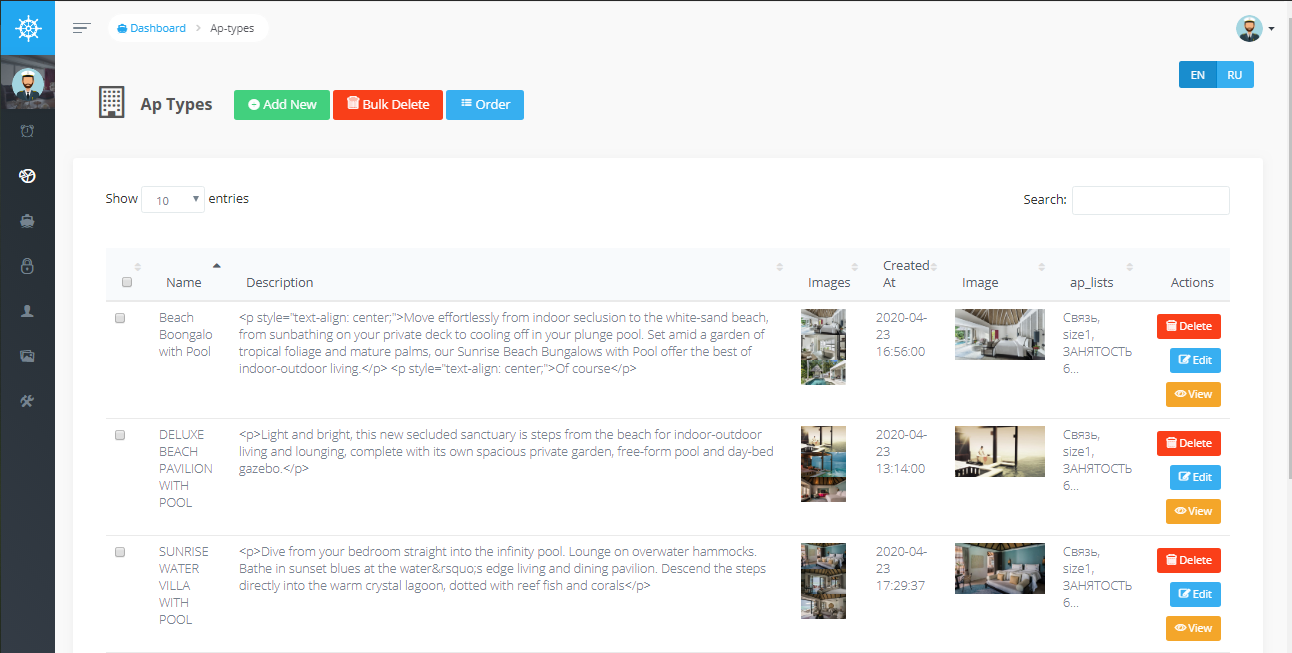 Dashboard > Ap-types
EN RU
Ap Types Add New Bulk Delete Order
Show 10 entries Search:
Name Description Images Created At Image ap_lists Actions
Beach Boongalo with Pool
<p style="text-align: center;">Move effortlessly from indoor seclusion to the white-sand beach,
from sunbathing on your private deck to cooling off in your plunge pool. Set amid a garden of
tropical foliage and mature palms, our Sunrise Beach Bungalows with Pool offer the best of
indoor-outdoor living.</p> <p style="text-align: center;">Of course</p>
2020-04-
23
16:56:00
Связь,
size1,
ЗАНЯТОСТЬ
6...
Delete
Edit
View
DELUXE
BEACH
PAVILION
WITH
POOL
<p>Light and bright, this new secluded sanctuary is steps from the beach for indoor-outdoor
living and lounging, complete with its own spacious private garden, free-form pool and day-bed
gazebo.</p>
2020-04-
23
13:14:00
Связь,
size1,
ЗАНЯТОСТЬ
6...
Delete
Edit
View
SUNRISE
WATER
VILLA
WITH
POOL
<p>Dive from your bedroom straight into the infinity pool. Lounge on overwater hammocks.
Bathe in sunset blues at the water&rsquo;s edge living and dining pavilion. Descend the steps
directly into the warm crystal lagoon, dotted with reef fish and corals</p>
2020-04-
23
17:29:37
Связь,
size1,
ЗАНЯТОСТЬ
6...
Delete
Edit
View